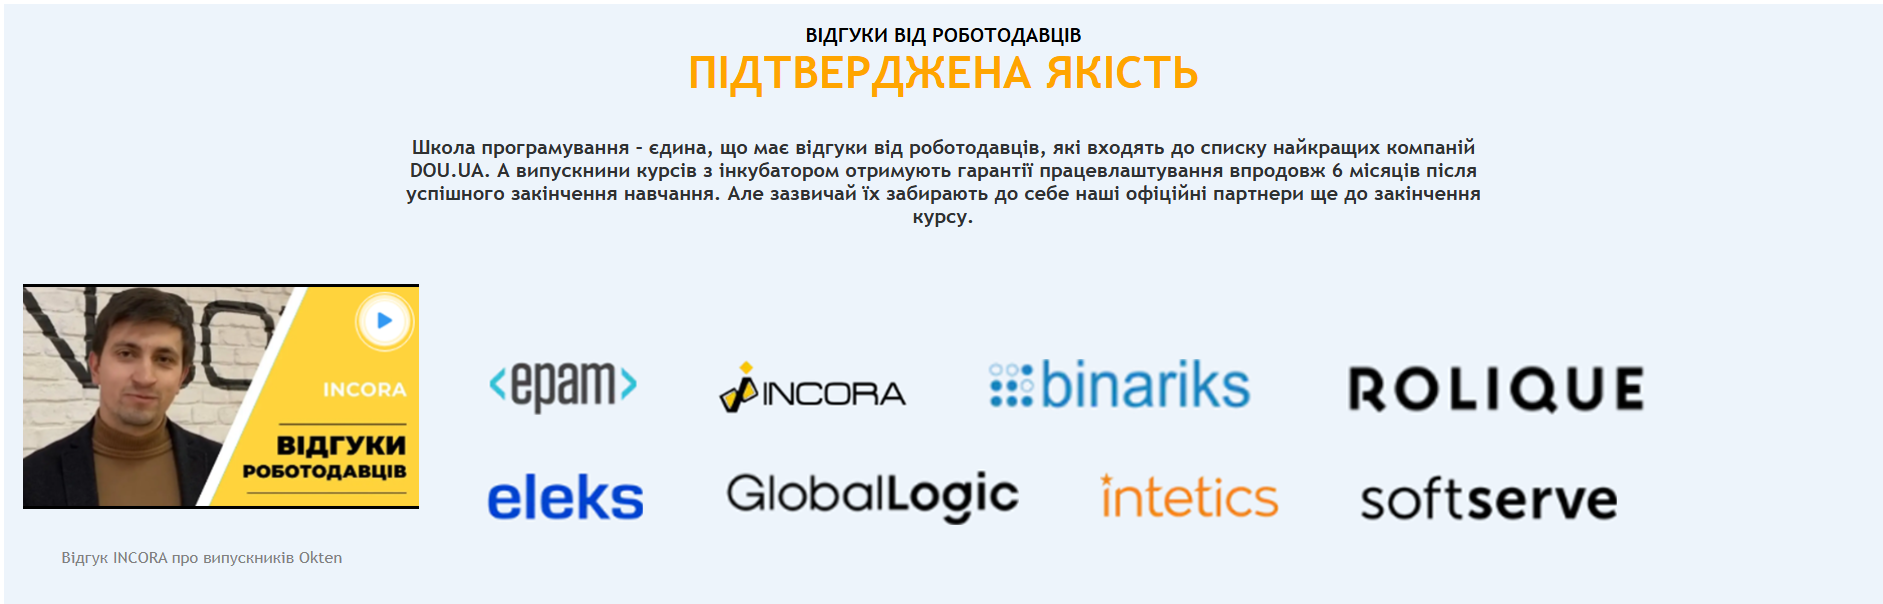 ВІДГУКИ ВІД РОБОТОДАВЦІВ
ПІДТВЕРДЖЕНА ЯКІСТЬ
Школа програмування - єдина, що має відгуки від роботодавців, які входять до списку найкращих компаній
DOU.UA. А випускнини курсів з інкубатором отримують гарантії працевлаштування впродовж 6 місяців після
успішного закінчення навчання. Але зазвичай їх забирають до себе наші офіційні партнери ще до закінчення
курсу.
INCORA
ВІДГУКИ
РОБОТОДАВЦІВ
Відгук INCORA про випускників Okten
<epam> INCORA binariks ROLIQUE
eleks GlobalLogic intetics softserve